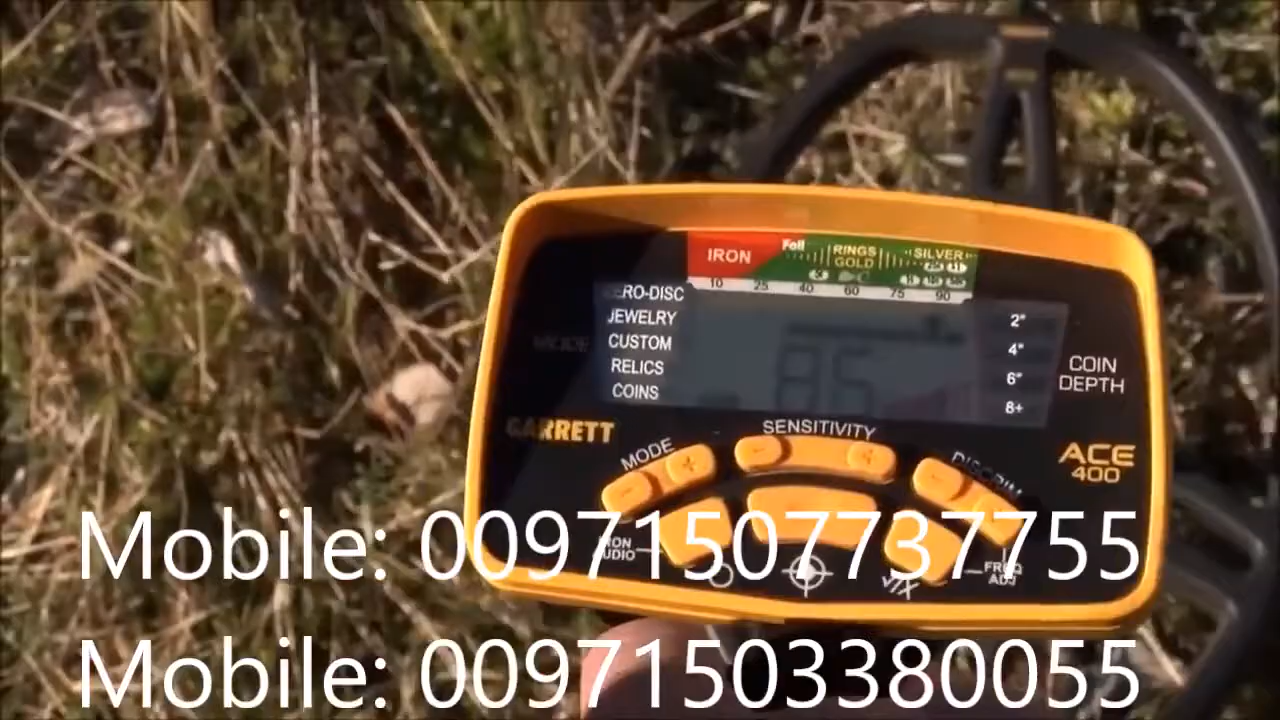 IRON Foil RINGS GOLD SILVER
10 25 40 60 75 90
ZERO-DISC
JEWELRY
CUSTOM
RELICS
COINS
MODE
86
2"
4"
6"
8+
COIN
DEPTH
GARRETT
ACE
400
MODE
SENSITIVITY
DISCRIM
- +
- +
-
IRON
AUDIO
FREQ
ADJ
Mobile: 00971507737755
Mobile: 00971503380055